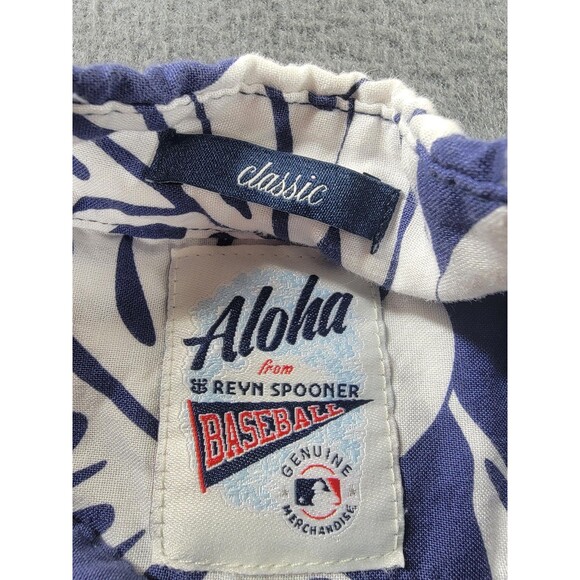 classic
Aloha
from
REYN SPOONER
BASEBALL
GENUINE
MERCHANDISE